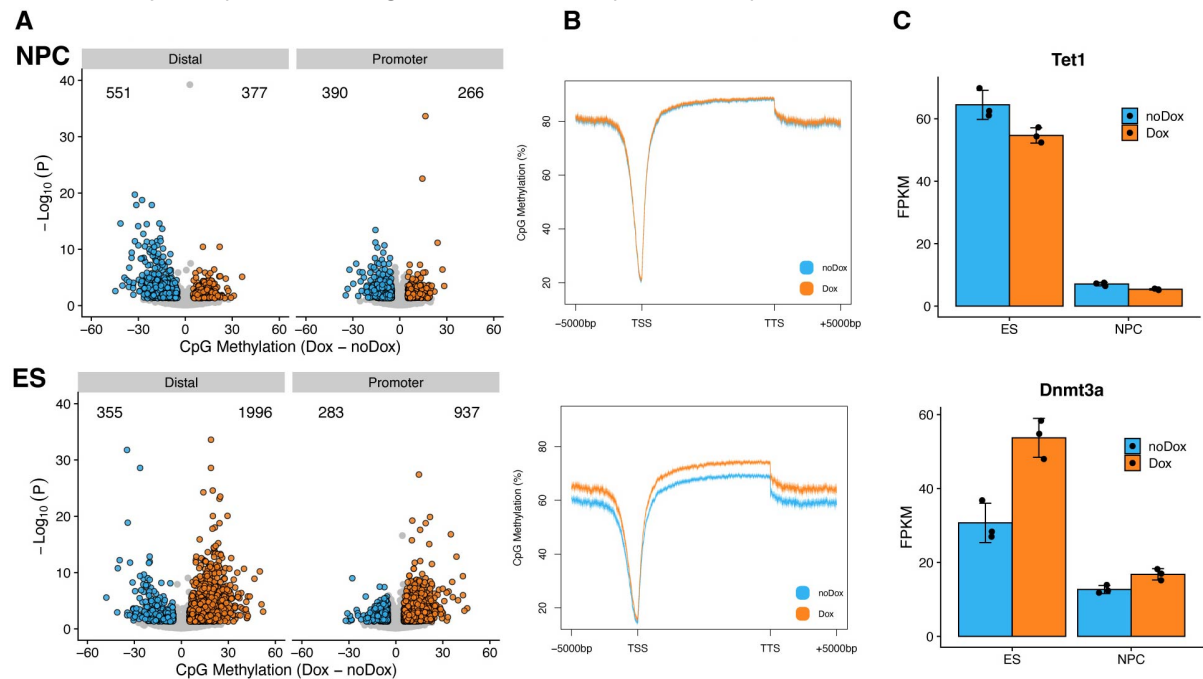 A
B
C
NPC
Distal
Promoter
551
377
390
266
40
30
20
10
0
−Log10 (P)
−60
−30
0
30
60
−60
−30
0
30
60
CpG Methylation (Dox − noDox)
CpG Methylation (%)
80
60
40
20
noDox
Dox
−5000bp
TSS
TTS
+5000bp
Tet1
FPKM
60
40
20
0
noDox
Dox
ES
NPC
ES
Distal
Promoter
355
1996
283
937
40
30
20
10
0
−Log10 (P)
−60
−30
0
30
60
−60
−30
0
30
60
CpG Methylation (Dox − noDox)
CpG Methylation (%)
80
60
40
20
noDox
Dox
−5000bp
TSS
TTS
+5000bp
Dnmt3a
FPKM
60
40
20
0
noDox
Dox
ES
NPC